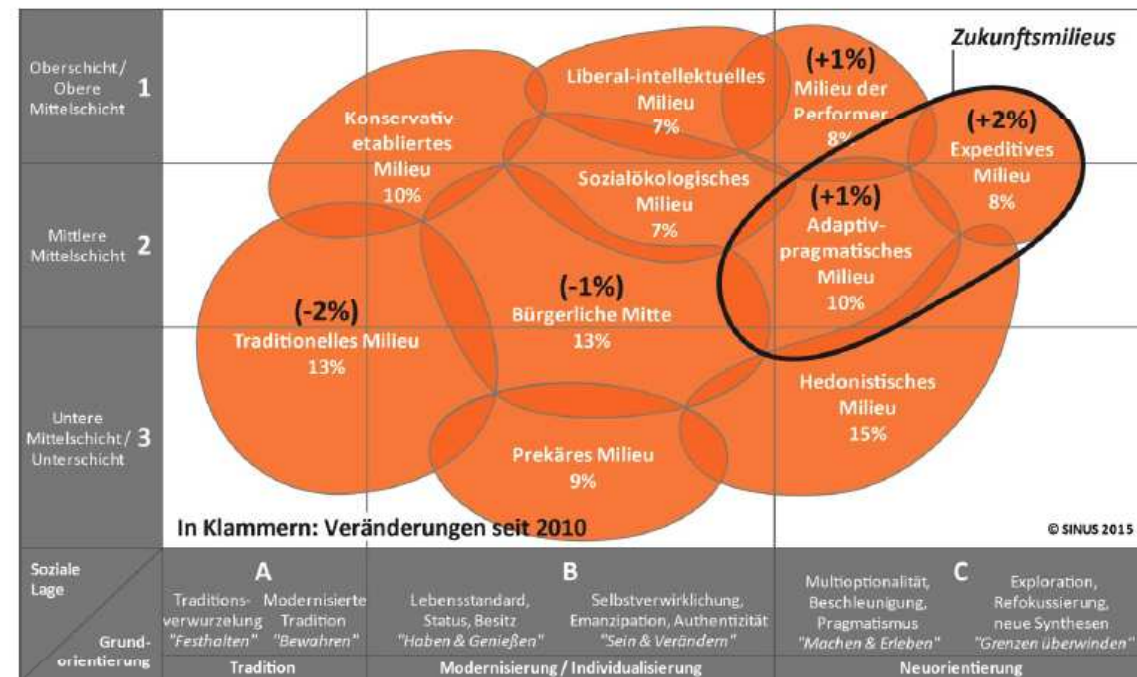 Zukunftsmilieus
Oberschicht/
Obere
Mittelschicht
1
Liberal-intellektuelles
Milieu
7%
(+1%)
Milieu der
Performer
8%
(+2%)
Expeditives
Milieu
8%
Konservativ
etabliertes
Milieu
10%
Sozialökologisches
Milieu
7%
(+1%)
Adaptiv-
pragmatisches
Milieu
10%
Mittlere
Mittelschicht
2
(-2%)
Traditionelles Milieu
13%
(-1%)
Bürgerliche Mitte
13%
Hedonistisches
Milieu
15%
Untere
Mittelschicht /
Unterschicht
3
Prekäres Milieu
9%
In Klammern: Veränderungen seit 2010
© SINUS 2015
Soziale
Lage
Grund-
orientierung
A
Traditions-
verwurzelung
"Festhalten"
Modernisierte
Tradition
"Bewahren"
Tradition
B
Lebensstandard,
Status, Besitz
"Haben & Genießen"
Selbstverwirklichung,
Emanzipation, Authentizität
"Sein & Verändern"
Modernisierung / Individualisierung
C
Multioptionalität,
Beschleunigung,
Pragmatismus
"Machen & Erleben"
Exploration,
Refokussierung,
neue Synthesen
"Grenzen überwinden"
Neuorientierung